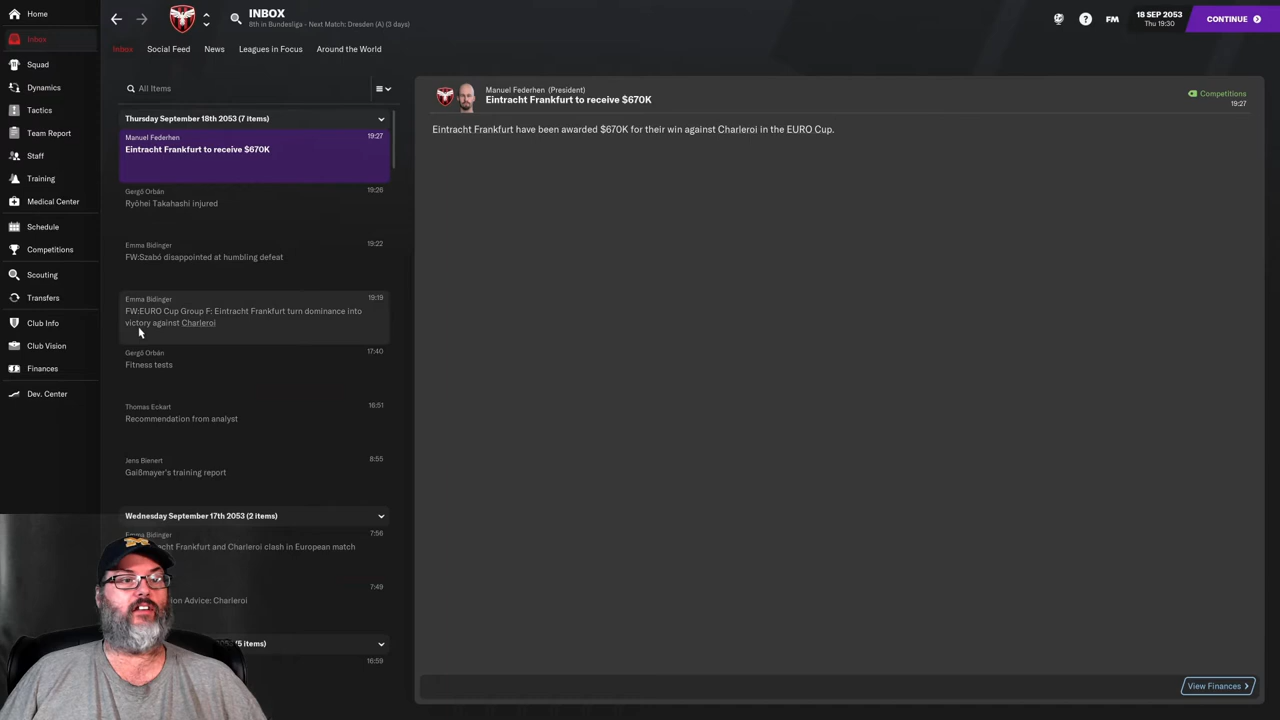 Home
Inbox
Squad
Dynamics
Tactics
Team Report
Staff
Training
Medical Center
Schedule
Competitions
Scouting
Transfers
Club Info
Club Vision
Finances
Dev. Center
INBOX
8th in Bundesliga - Next Match: Dresden (A) (3 days)
FM
18 SEP 2053
Thu 19:30
CONTINUE
Inbox
Social Feed
News
Leagues in Focus
Around the World
All Items
Thursday September 18th 2053 (7 items)
Manuel Federhen 19:27
Eintracht Frankfurt to receive $670K
Gergő Orbán 19:26
Ryōhei Takahashi injured
Emma Bidinger 19:22
FW:Szabó disappointed at humbling defeat
Emma Bidinger 19:19
FW:EURO Cup Group F: Eintracht Frankfurt turn dominance into
victory against Charleroi
Gergő Orbán 17:40
Fitness tests
Thomas Eckart 16:51
Recommendation from analyst
Jens Bienert 8:55
Gaißmayer's training report
Wednesday September 17th 2053 (2 items)
Emma Bidinger 7:56
Frankfurt and Charleroi clash in European match
7:49
Advice: Charleroi
(5 items)
16:59
Manuel Federhen (President)
Eintracht Frankfurt to receive $670K
Competitions
19:27
Eintracht Frankfurt have been awarded $670K for their win against Charleroi in the EURO Cup.
View Finances